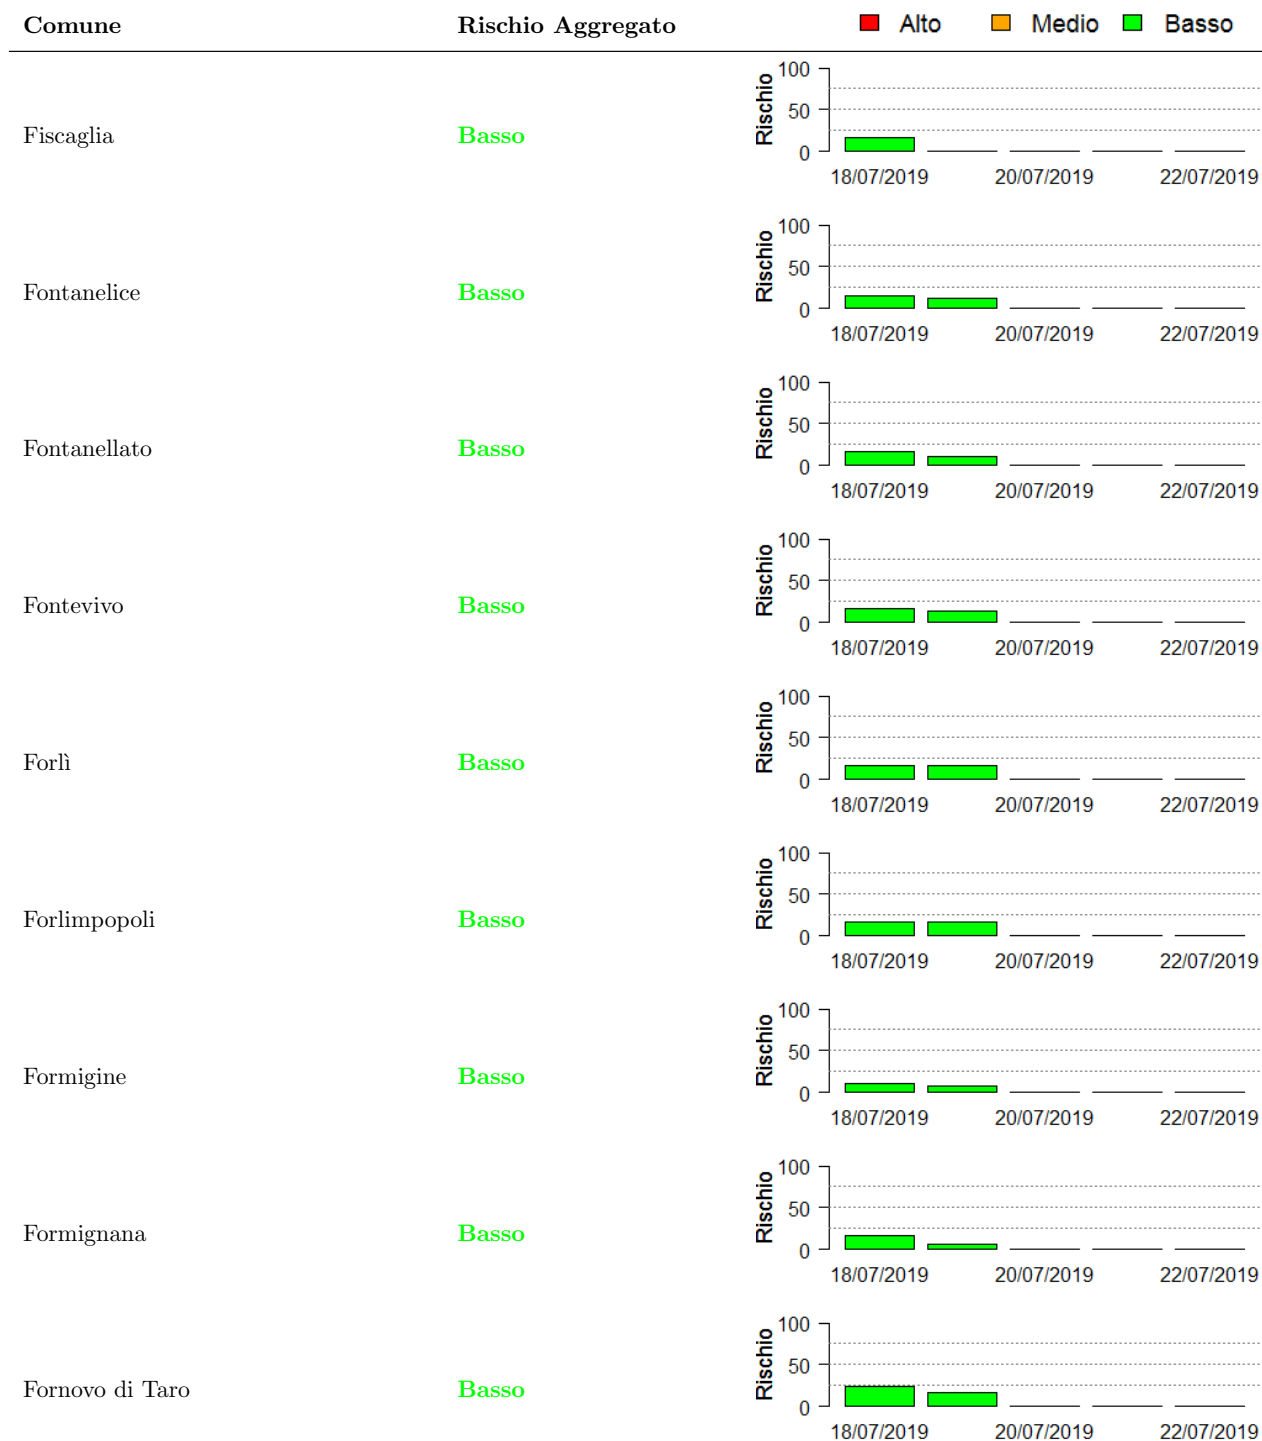 Comune Rischio Aggregato Alto Medio Basso
Fiscaglia Basso
Rischio
100
50
0
18/07/2019 20/07/2019 22/07/2019
Fontanelice Basso
Rischio
100
50
0
18/07/2019 20/07/2019 22/07/2019
Fontanellato Basso
Rischio
100
50
0
18/07/2019 20/07/2019 22/07/2019
Fontevivo Basso
Rischio
100
50
0
18/07/2019 20/07/2019 22/07/2019
Forlì Basso
Rischio
100
50
0
18/07/2019 20/07/2019 22/07/2019
Forlimpopoli Basso
Rischio
100
50
0
18/07/2019 20/07/2019 22/07/2019
Formigine Basso
Rischio
100
50
0
18/07/2019 20/07/2019 22/07/2019
Formignana Basso
Rischio
100
50
0
18/07/2019 20/07/2019 22/07/2019
Fornovo di Taro Basso
Rischio
100
50
0
18/07/2019 20/07/2019 22/07/2019